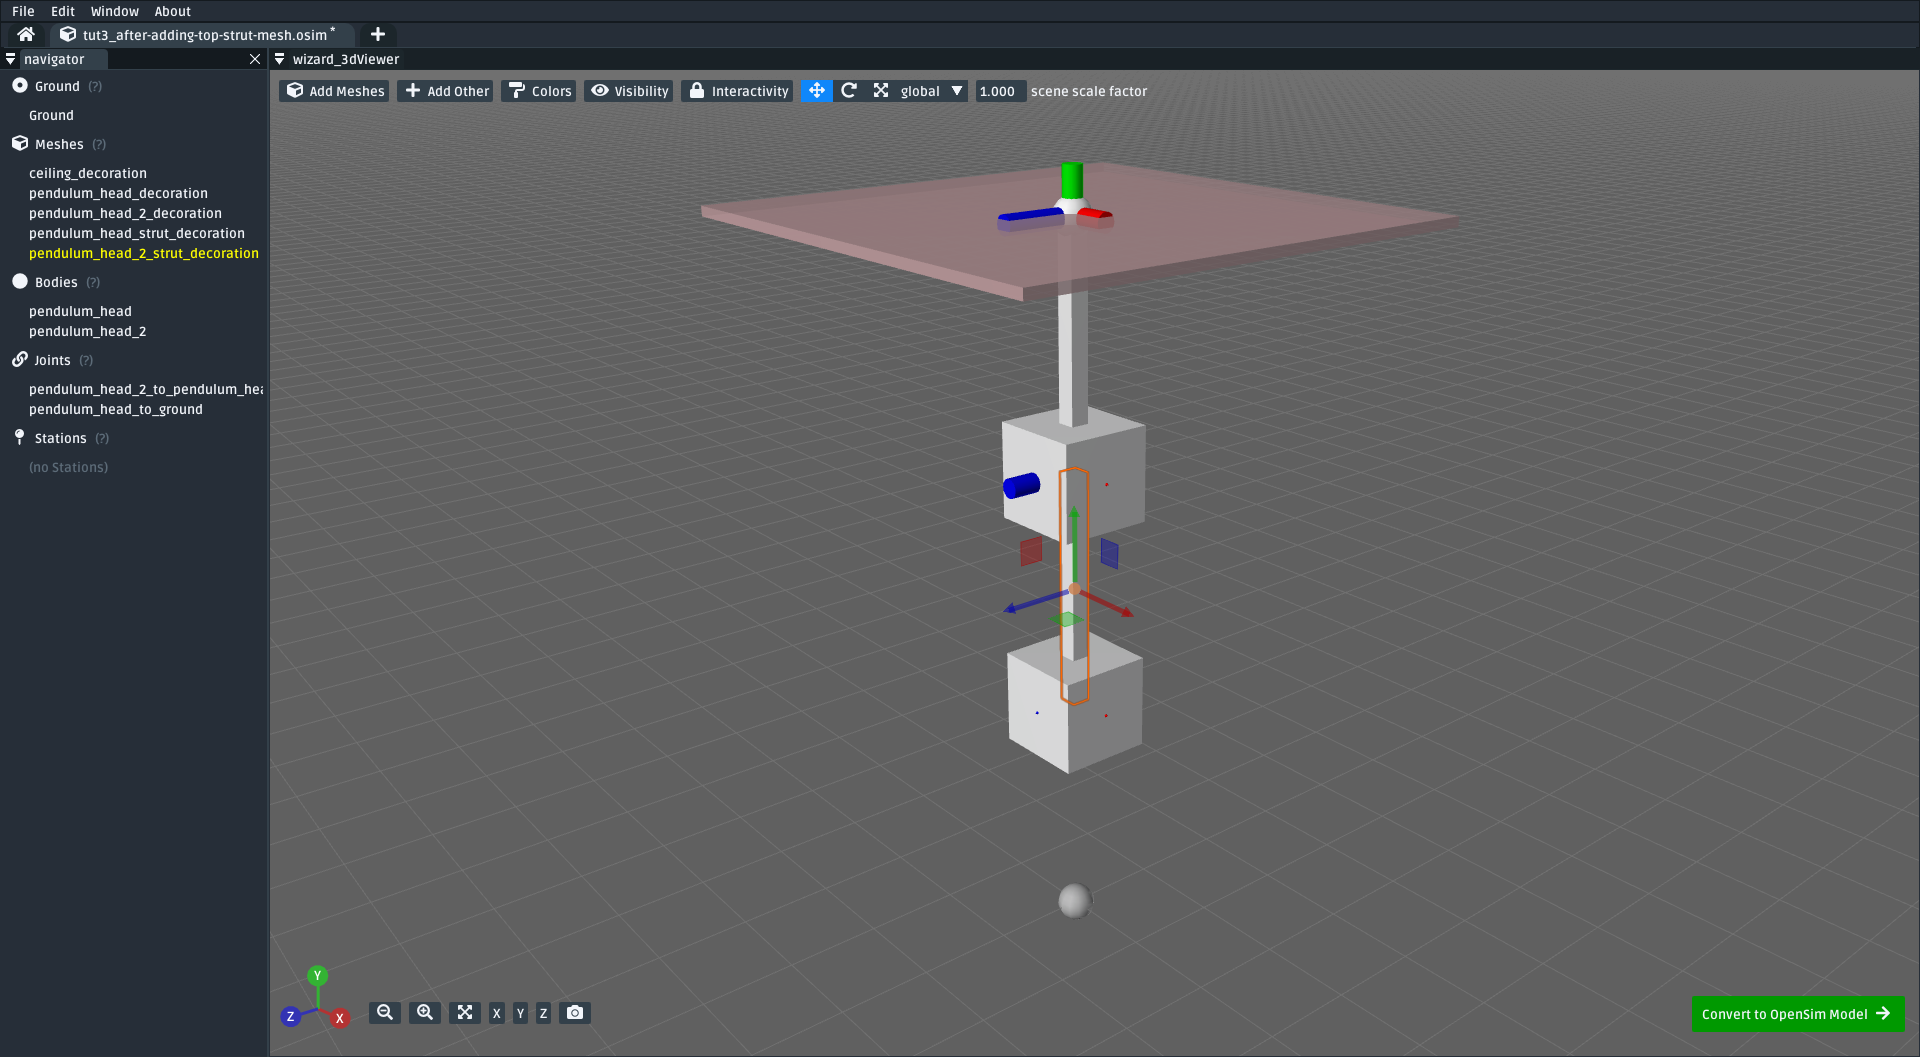 File Edit Window About
tut3_after-adding-top-strut-mesh.osim *
navigator
wizard_3dViewer
Add Meshes Add Other Colors Visibility Interactivity global 1.000 scene scale factor
Ground (?)
Ground
Meshes (?)
ceiling_decoration
pendulum_head_decoration
pendulum_head_2_decoration
pendulum_head_strut_decoration
pendulum_head_2_strut_decoration
Bodies (?)
pendulum_head
pendulum_head_2
Joints (?)
pendulum_head_2_to_pendulum_hea
pendulum_head_to_ground
Stations (?)
(no Stations)
Y
Z X
X Y Z
Convert to OpenSim Model